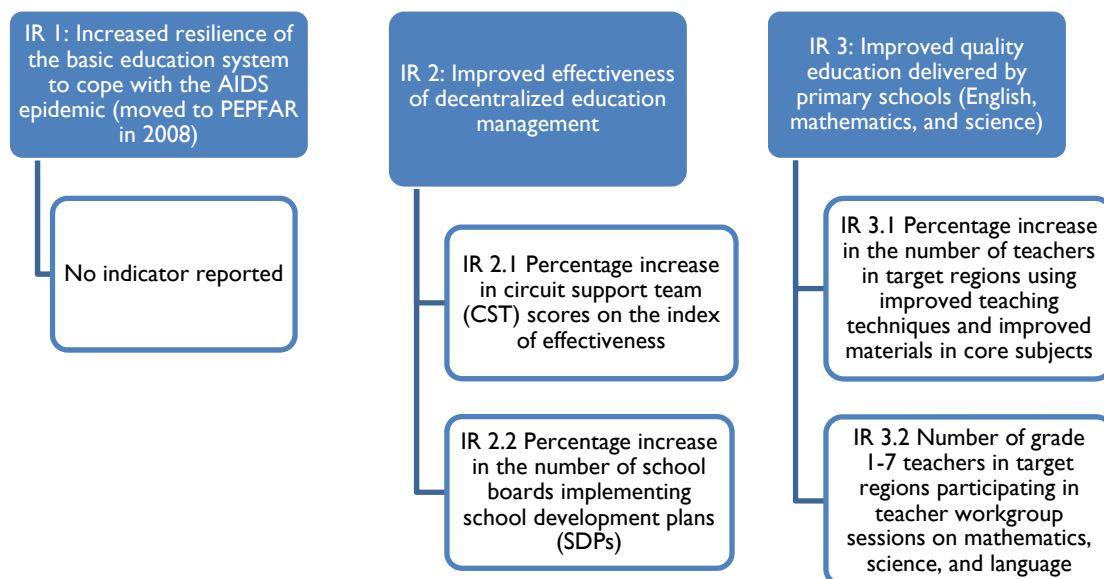 IR 1: Increased resilience of
the basic education system
to cope with the AIDS
epidemic (moved to PEPFAR
in 2008)
No indicator reported
IR 2: Improved effectiveness
of decentralized education
management
IR 2.1 Percentage increase
in circuit support team
(CST) scores on the index
of effectiveness
IR 2.2 Percentage increase
in the number of school
boards implementing
school development plans
(SDPs)
IR 3: Improved quality
education delivered by
primary schools (English,
mathematics, and science)
IR 3.1 Percentage increase
in the number of teachers
in target regions using
improved teaching
techniques and improved
materials in core subjects
IR 3.2 Number of grade
1-7 teachers in target
regions participating in
teacher workgroup
sessions on mathematics,
science, and language